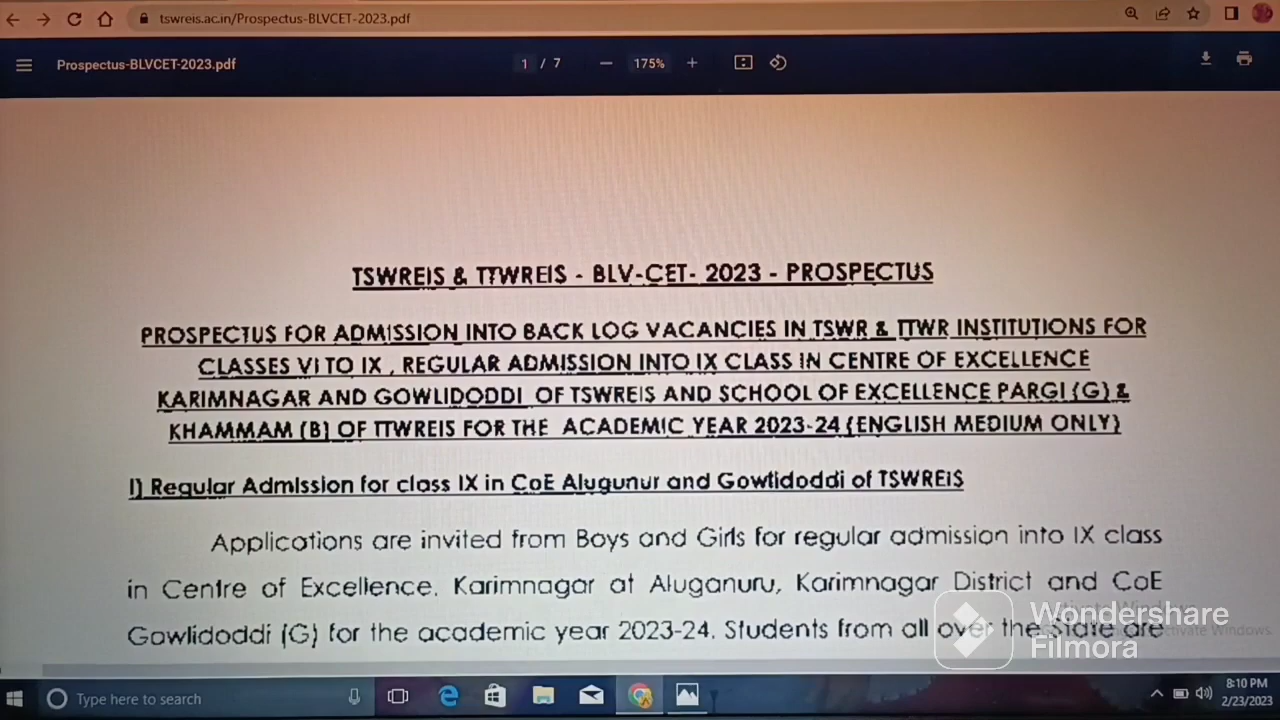 tswreis.ac.in/Prospectus-BLVCET-2023.pdf
Prospectus-BLVCET-2023.pdf
1 / 7
175%
TSWREIS & TTWREIS - BLV-CET- 2023 - PROSPECTUS
PROSPECTUS FOR ADMISSION INTO BACK LOG VACANCIES IN TSWR & TTWR INSTITUTIONS FOR
CLASSES VI TO IX , REGULAR ADMISSION INTO IX CLASS IN CENTRE OF EXCELLENCE
KARIMNAGAR AND GOWLIDODDI OF TSWREIS AND SCHOOL OF EXCELLENCE PARGI (G) &
KHAMMAM (B) OF TTWREIS FOR THE ACADEMIC YEAR 2023-24 (ENGLISH MEDIUM ONLY)
I) Regular Admission for class IX in CoE Alugunur and Gowlidoddi of TSWREIS
Applications are invited from Boys and Girls for regular admission into IX class
in Centre of Excellence. Karimnagar at Aluganuru, Karimnagar District and CoE
Gowlidoddi (G) for the academic year 2023-24. Students from all over the State are
Wondershare
Filmora
Type here to search
8:10 PM
2/23/2023